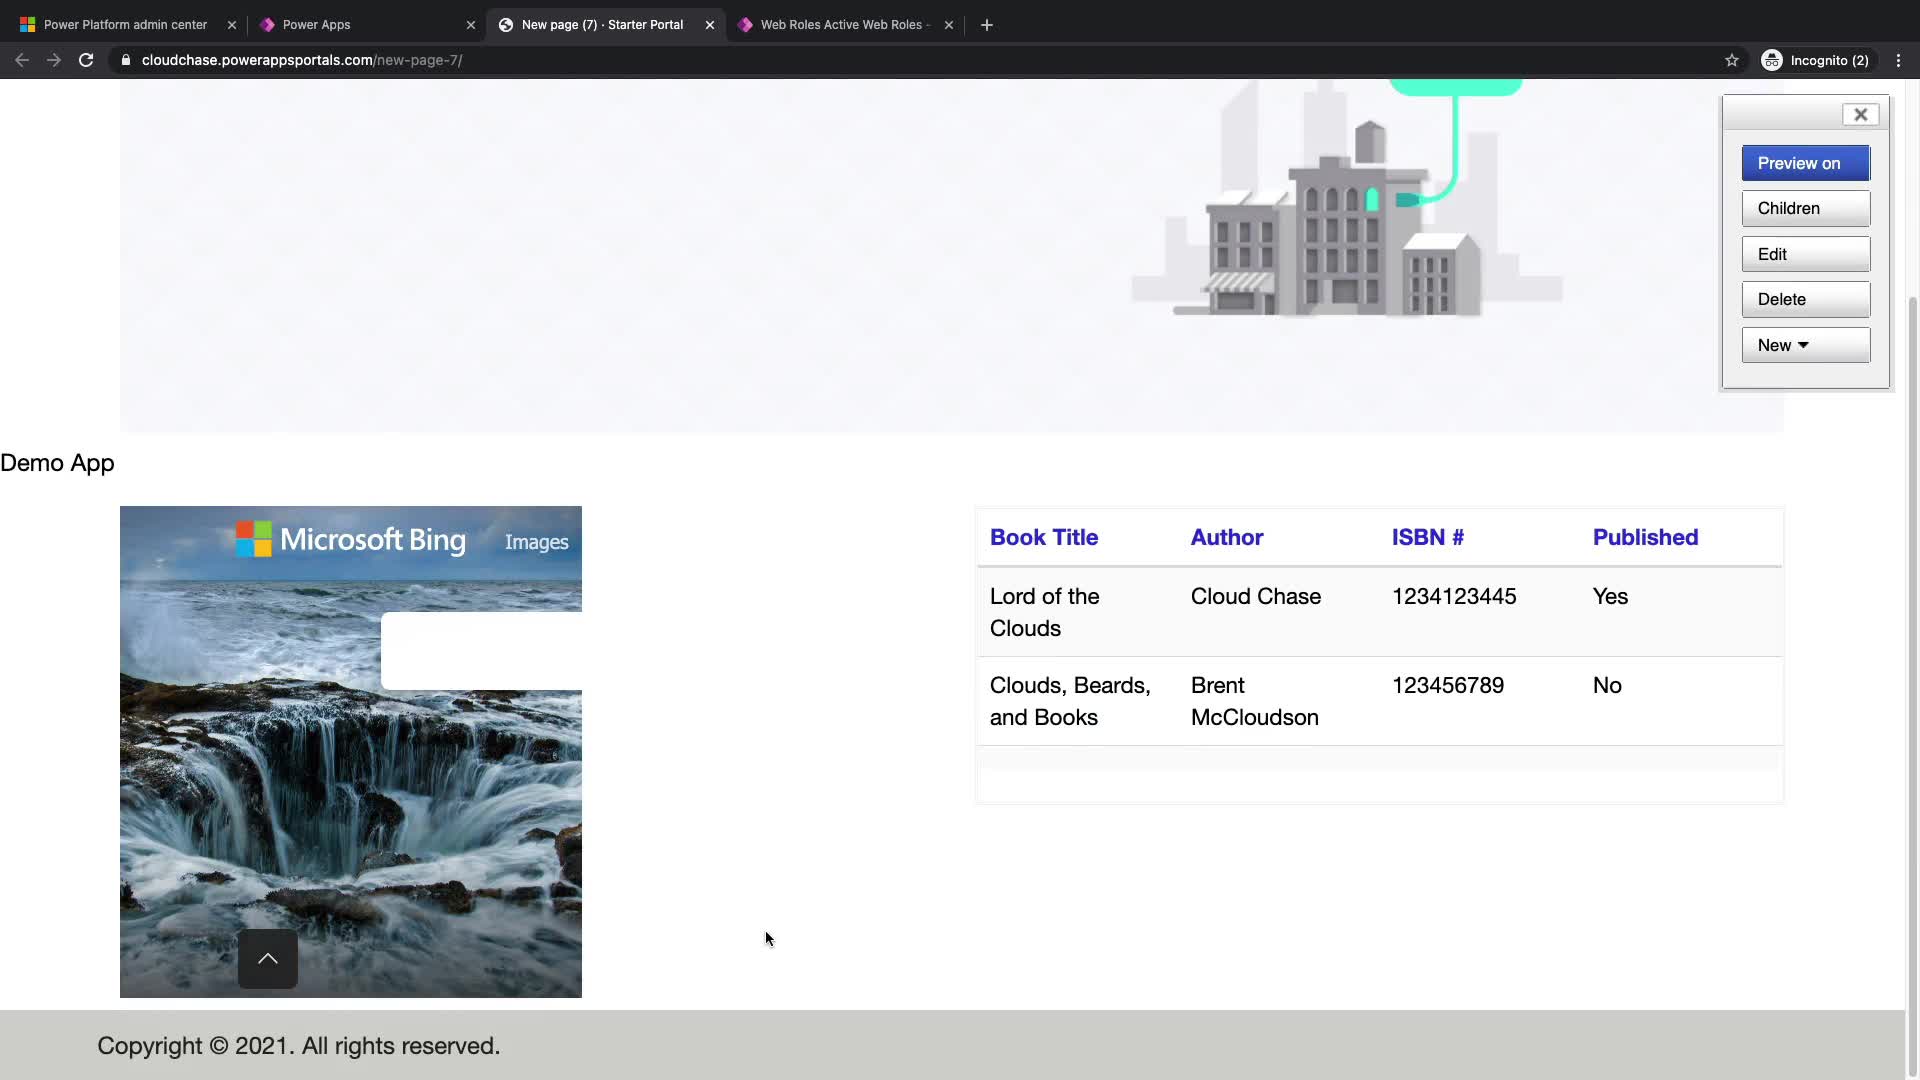 Power Platform admin center
Power Apps
New page (7) · Starter Portal
Web Roles Active Web Roles -
cloudchase.powerappsportals.com/new-page-7/
Incognito (2)
Preview on
Children
Edit
Delete
New
Demo App
Microsoft Bing
Images
Book Title Author ISBN # Published
Lord of the Clouds Cloud Chase 1234123445 Yes
Clouds, Beards, and Books Brent McCloudson 123456789 No
Copyright © 2021. All rights reserved.